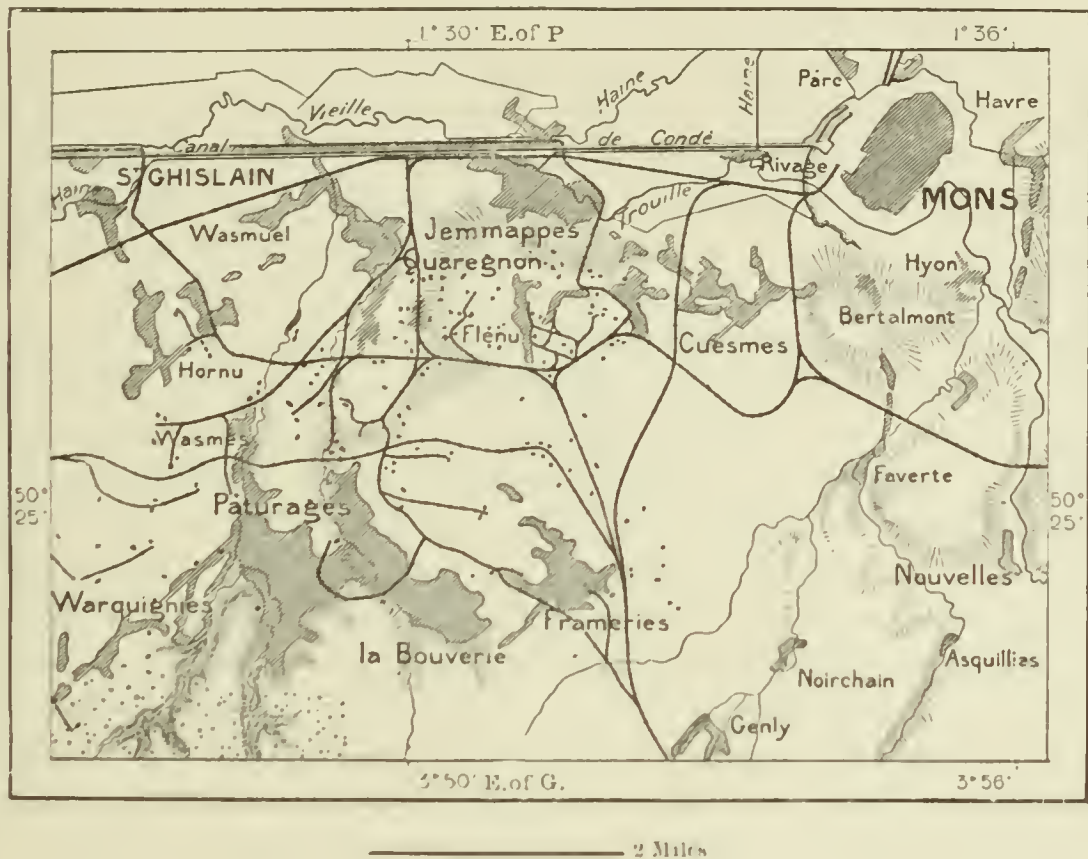 1° 30' E. of P
1° 36'
Parc
Haine
Haine
Havre
Vieille
Canal de Condé
Rivage
ST GHISLAIN
Haine
MONS
Trouille
Wasmuel
Jemmappes
Quaregnon
Hyon
Bertalmont
Flénu
Cuesmes
Hornu
Wasmes
Faverte
50° 25'
50° 25'
Pâturages
Nouvelles
Warquignies
Frameries
la Bouverie
Asquillias
Noirchain
Genly
3° 50' E. of G.
3° 56'
2 Miles